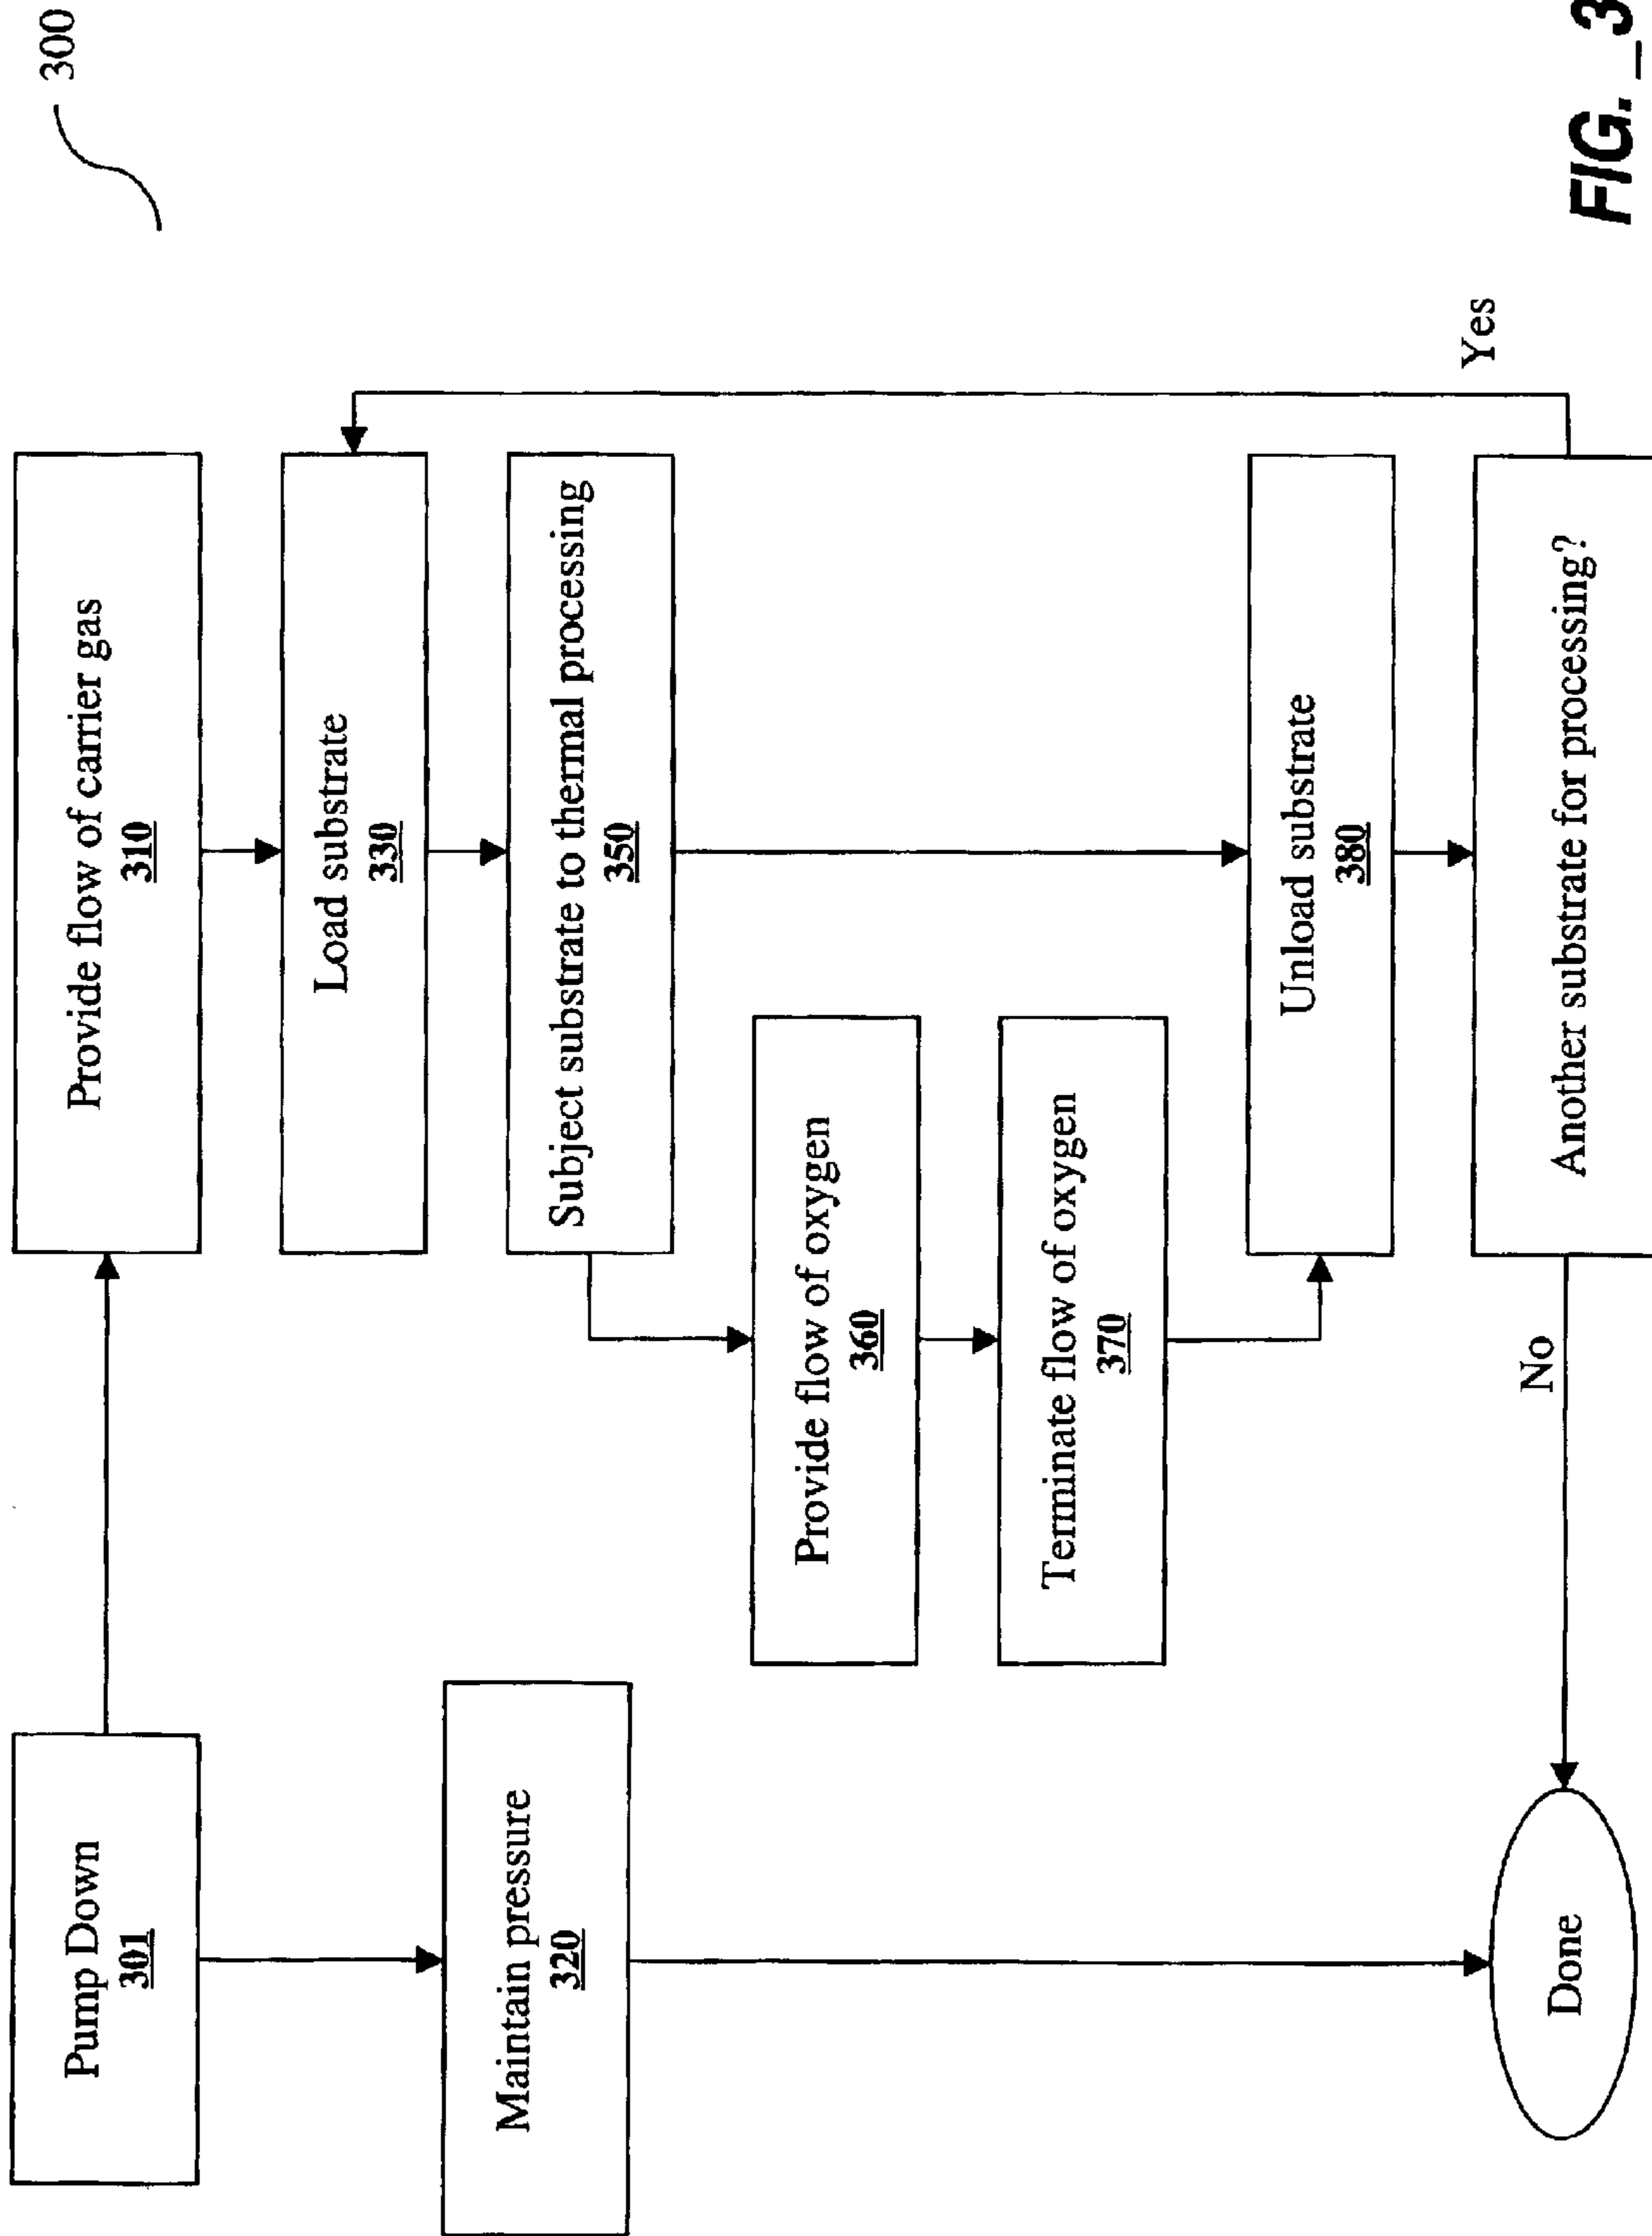 300
Pump Down
301
Provide flow of carrier gas
310
Load substrate
330
Maintain pressure
320
Subject substrate to thermal processing
350
Provide flow of oxygen
360
Terminate flow of oxygen
370
Unload substrate
380
Another substrate for processing?
Yes
No
Done
FIG._3